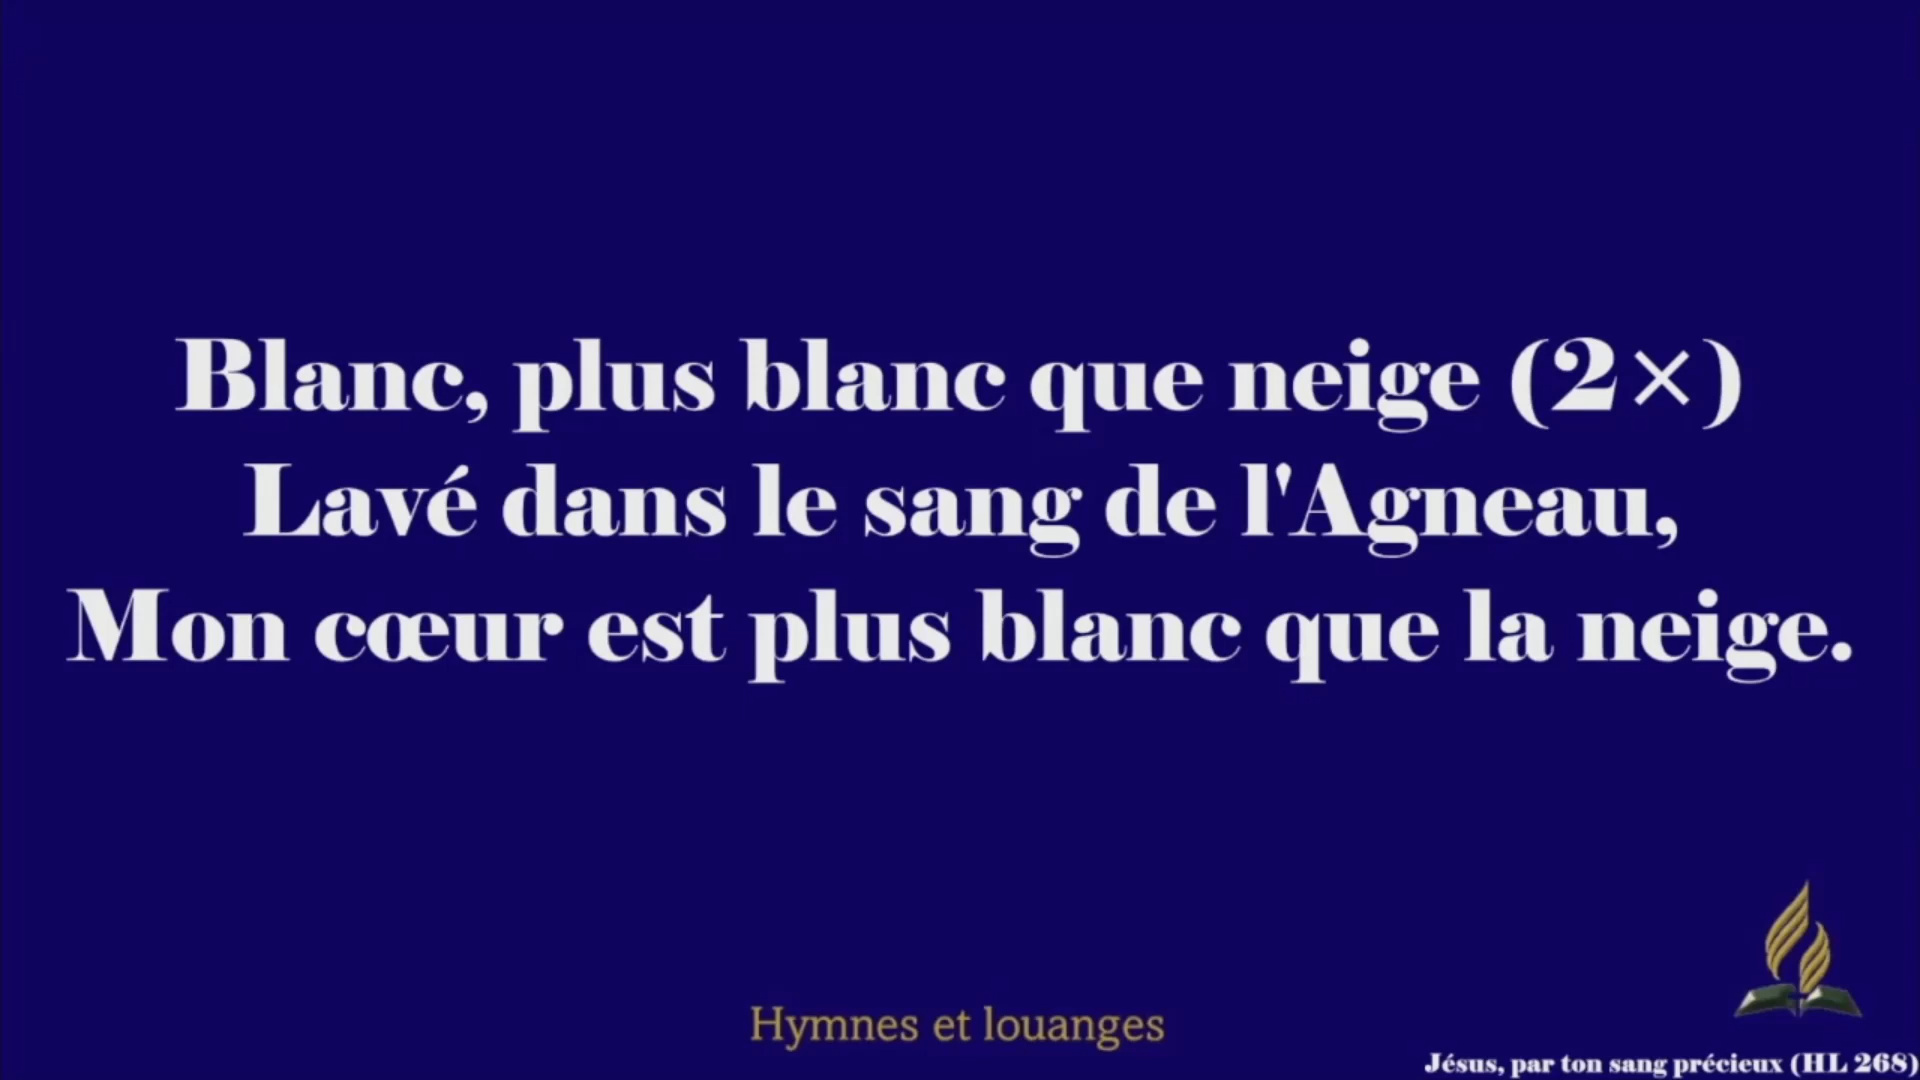 Blanc, plus blanc que neige (2×)
Lavé dans le sang de l'Agneau,
Mon cœur est plus blanc que la neige.
Hymnes et louanges
Jésus, par ton sang précieux (HL 268)